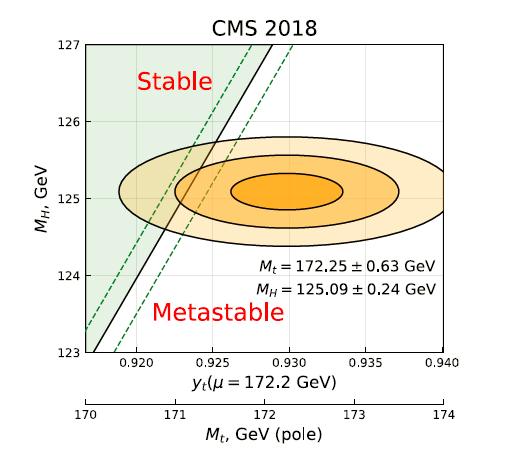 CMS 2018
127
Stable
126
M_H, GeV
125
124
M_t = 172.25 ± 0.63 GeV
M_H = 125.09 ± 0.24 GeV
Metastable
123
0.920 0.925 0.930 0.935 0.940
y_t(μ = 172.2 GeV)
170 171 172 173 174
M_t, GeV (pole)